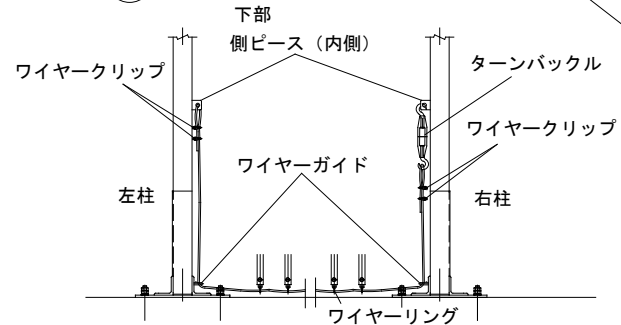 下部
側ピース（内側）
ワイヤークリップ
ターンバックル
ワイヤークリップ
ワイヤーガイド
左柱
右柱
ワイヤーリング